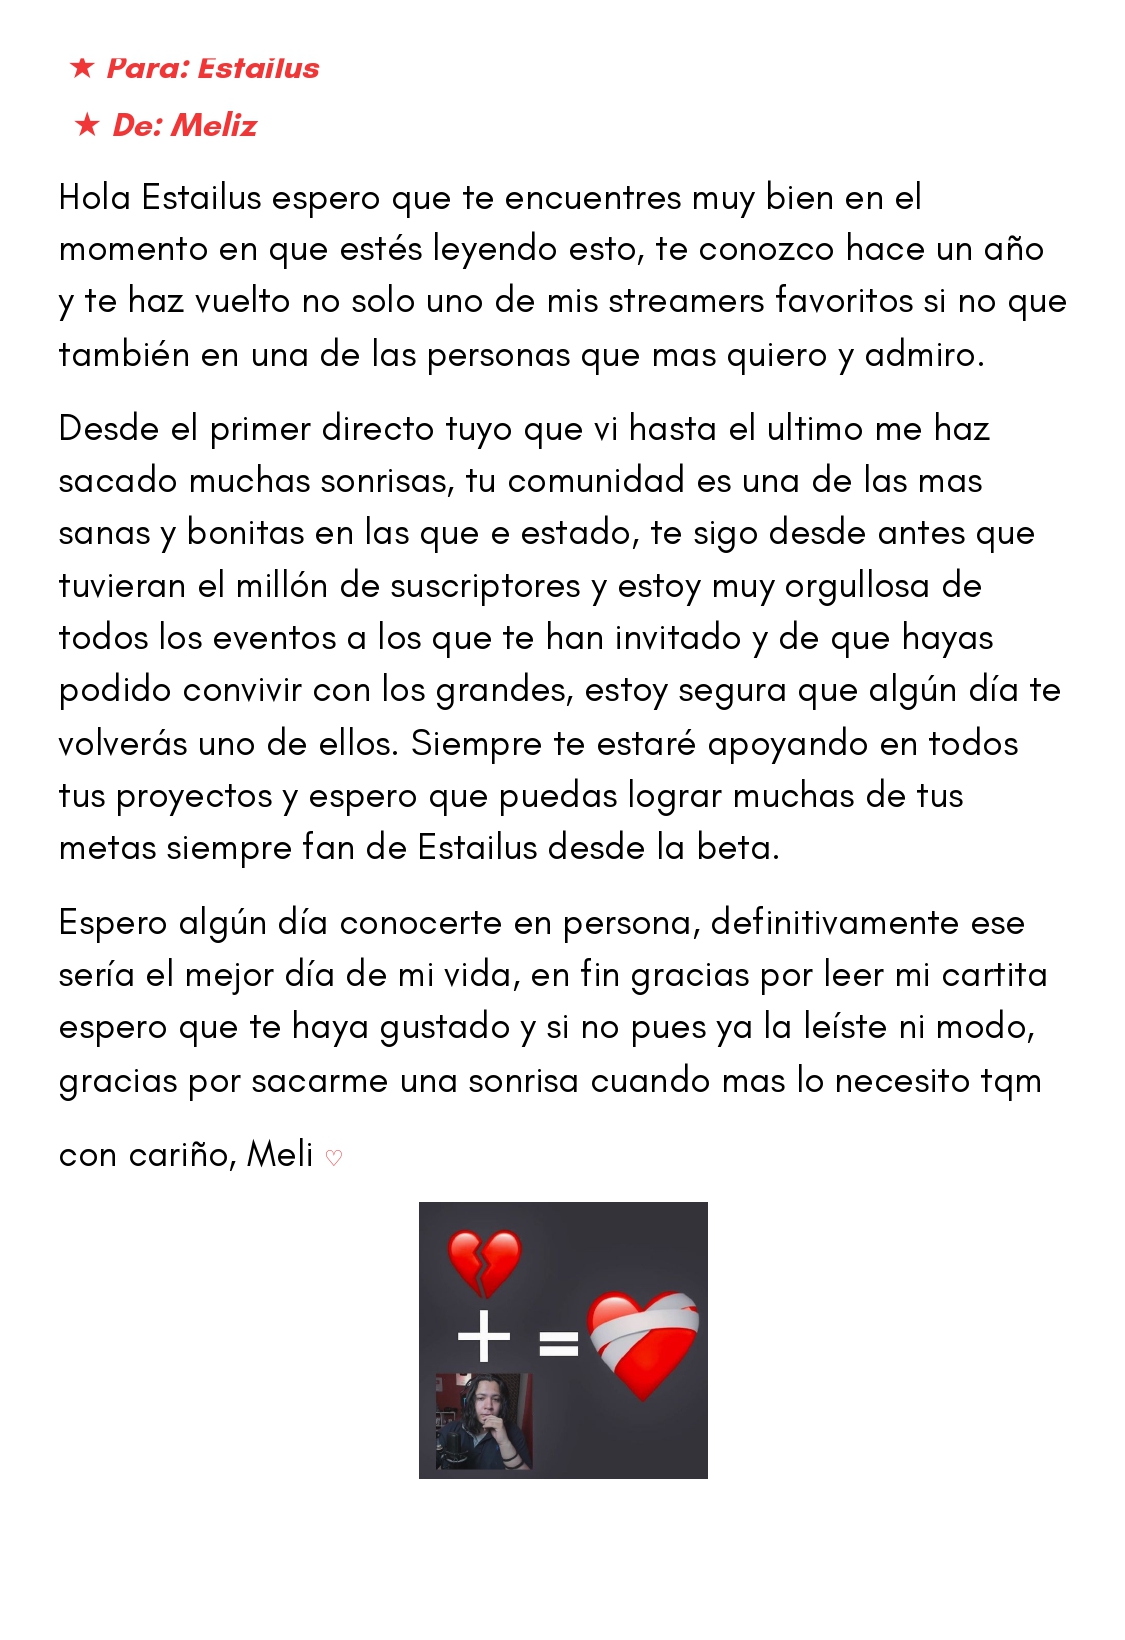 ★ Para: Estailus
★ De: Meliz
Hola Estailus espero que te encuentres muy bien en el
momento en que estés leyendo esto, te conozco hace un año
y te haz vuelto no solo uno de mis streamers favoritos si no que
también en una de las personas que mas quiero y admiro.
Desde el primer directo tuyo que vi hasta el ultimo me haz
sacado muchas sonrisas, tu comunidad es una de las mas
sanas y bonitas en las que e estado, te sigo desde antes que
tuvieran el millón de suscriptores y estoy muy orgullosa de
todos los eventos a los que te han invitado y de que hayas
podido convivir con los grandes, estoy segura que algún día te
volverás uno de ellos. Siempre te estaré apoyando en todos
tus proyectos y espero que puedas lograr muchas de tus
metas siempre fan de Estailus desde la beta.
Espero algún día conocerte en persona, definitivamente ese
sería el mejor día de mi vida, en fin gracias por leer mi cartita
espero que te haya gustado y si no pues ya la leíste ni modo,
gracias por sacarme una sonrisa cuando mas lo necesito tqm
con cariño, Meli ♡
+ =